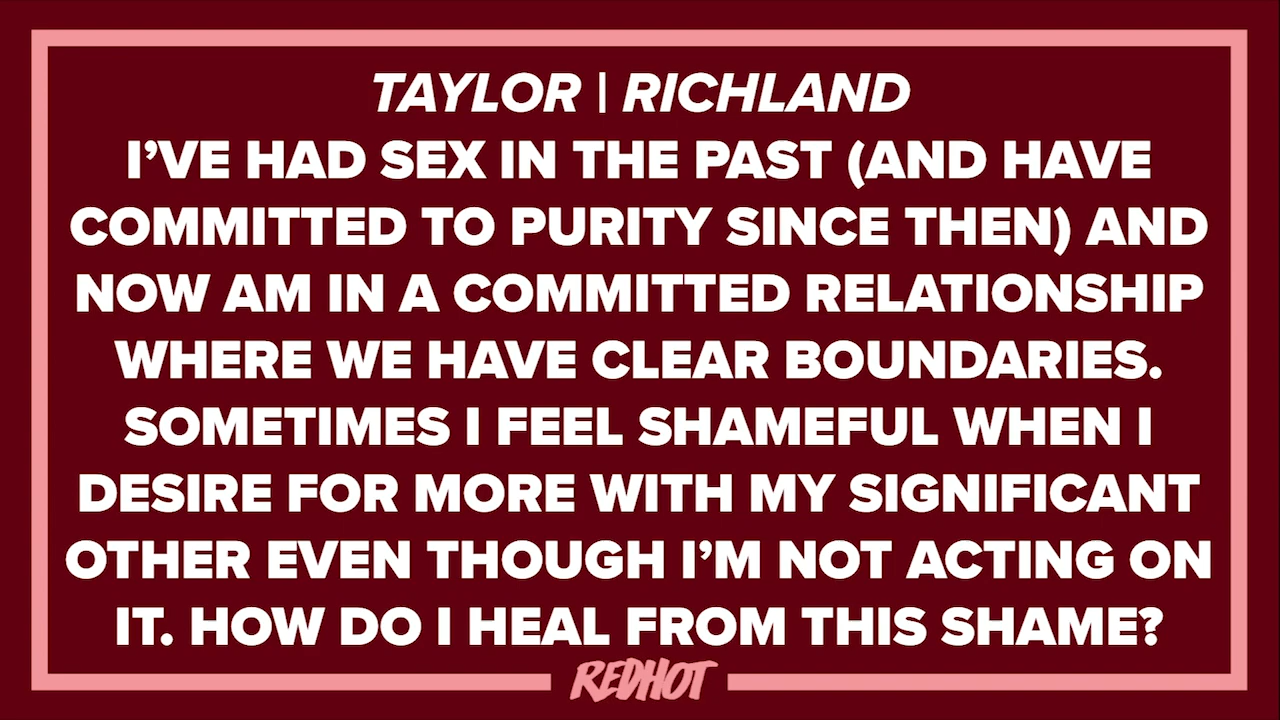 TAYLOR | RICHLAND
I’VE HAD SEX IN THE PAST (AND HAVE
COMMITTED TO PURITY SINCE THEN) AND
NOW AM IN A COMMITTED RELATIONSHIP
WHERE WE HAVE CLEAR BOUNDARIES.
SOMETIMES I FEEL SHAMEFUL WHEN I
DESIRE FOR MORE WITH MY SIGNIFICANT
OTHER EVEN THOUGH I’M NOT ACTING ON
IT. HOW DO I HEAL FROM THIS SHAME?
REDHOT